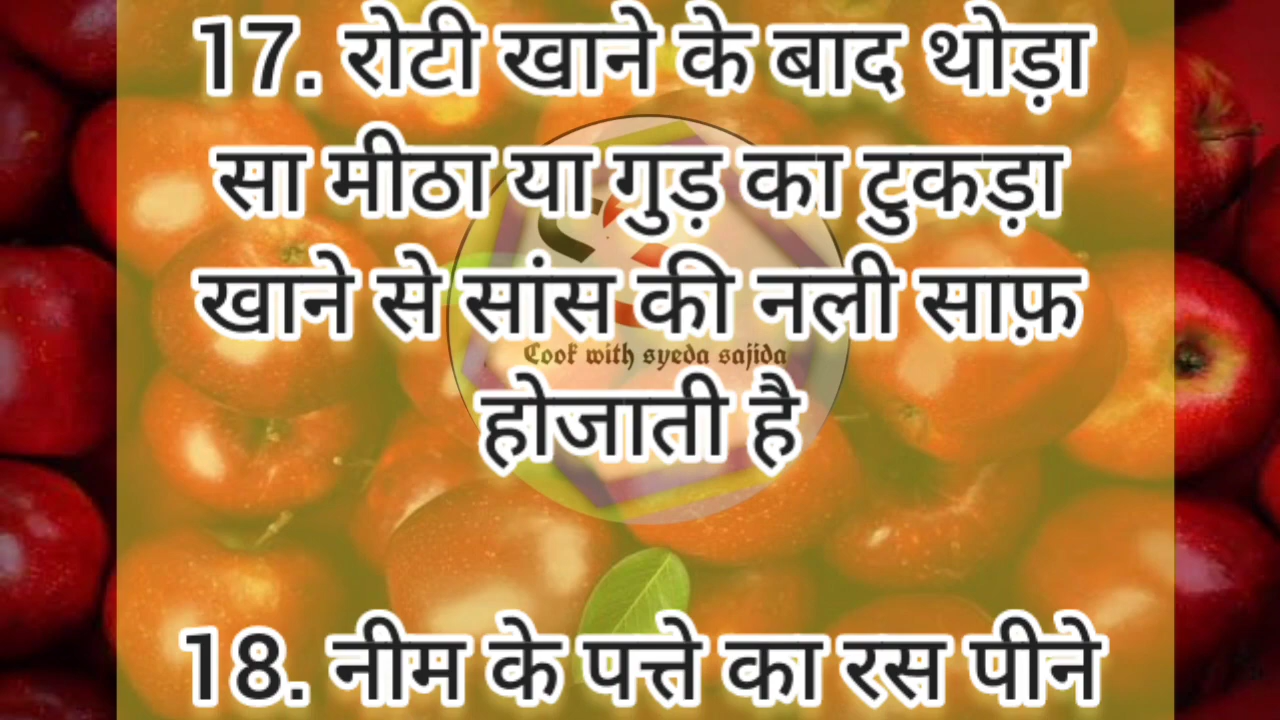 17. रोटी खाने के बाद थोड़ा
सा मीठा या गुड़ का टुकड़ा
खाने से सांस की नली साफ़
Cook with syeda sajida
होजाती है
18. नीम के पत्ते का रस पीने